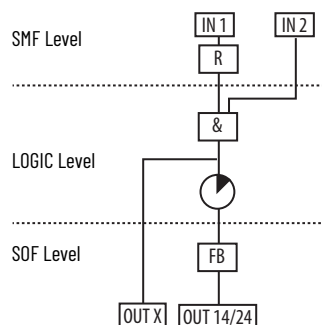 IN 1
IN 2
SMF Level
R
&
LOGIC Level
SOF Level
FB
OUT X
OUT 14/24